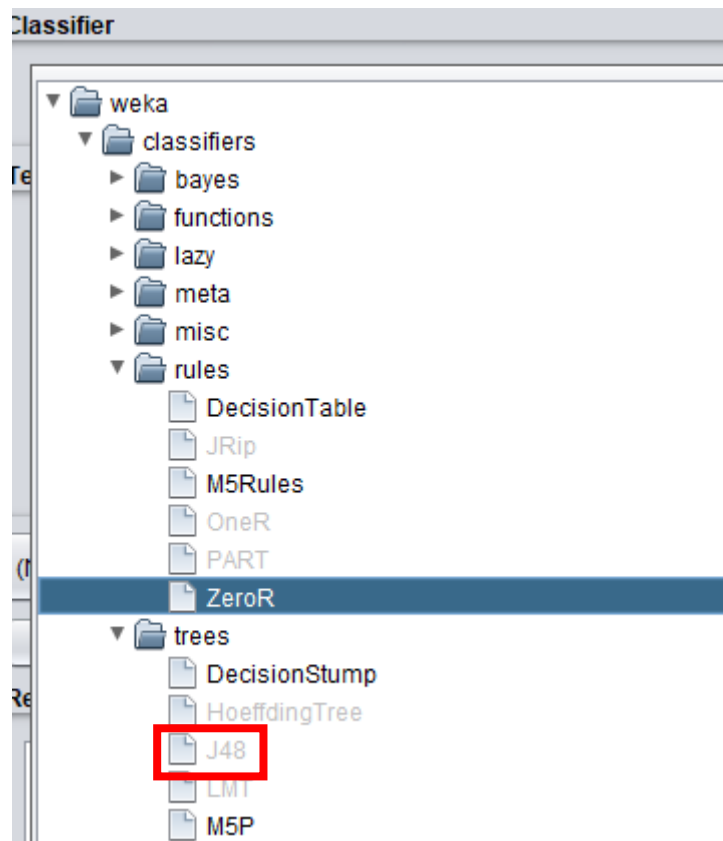 Classifier
weka
classifiers
Te
bayes
functions
lazy
meta
misc
rules
DecisionTable
JRip
M5Rules
OneR
PART
(N
ZeroR
trees
DecisionStump
Re
HoeffdingTree
J48
LMT
M5P